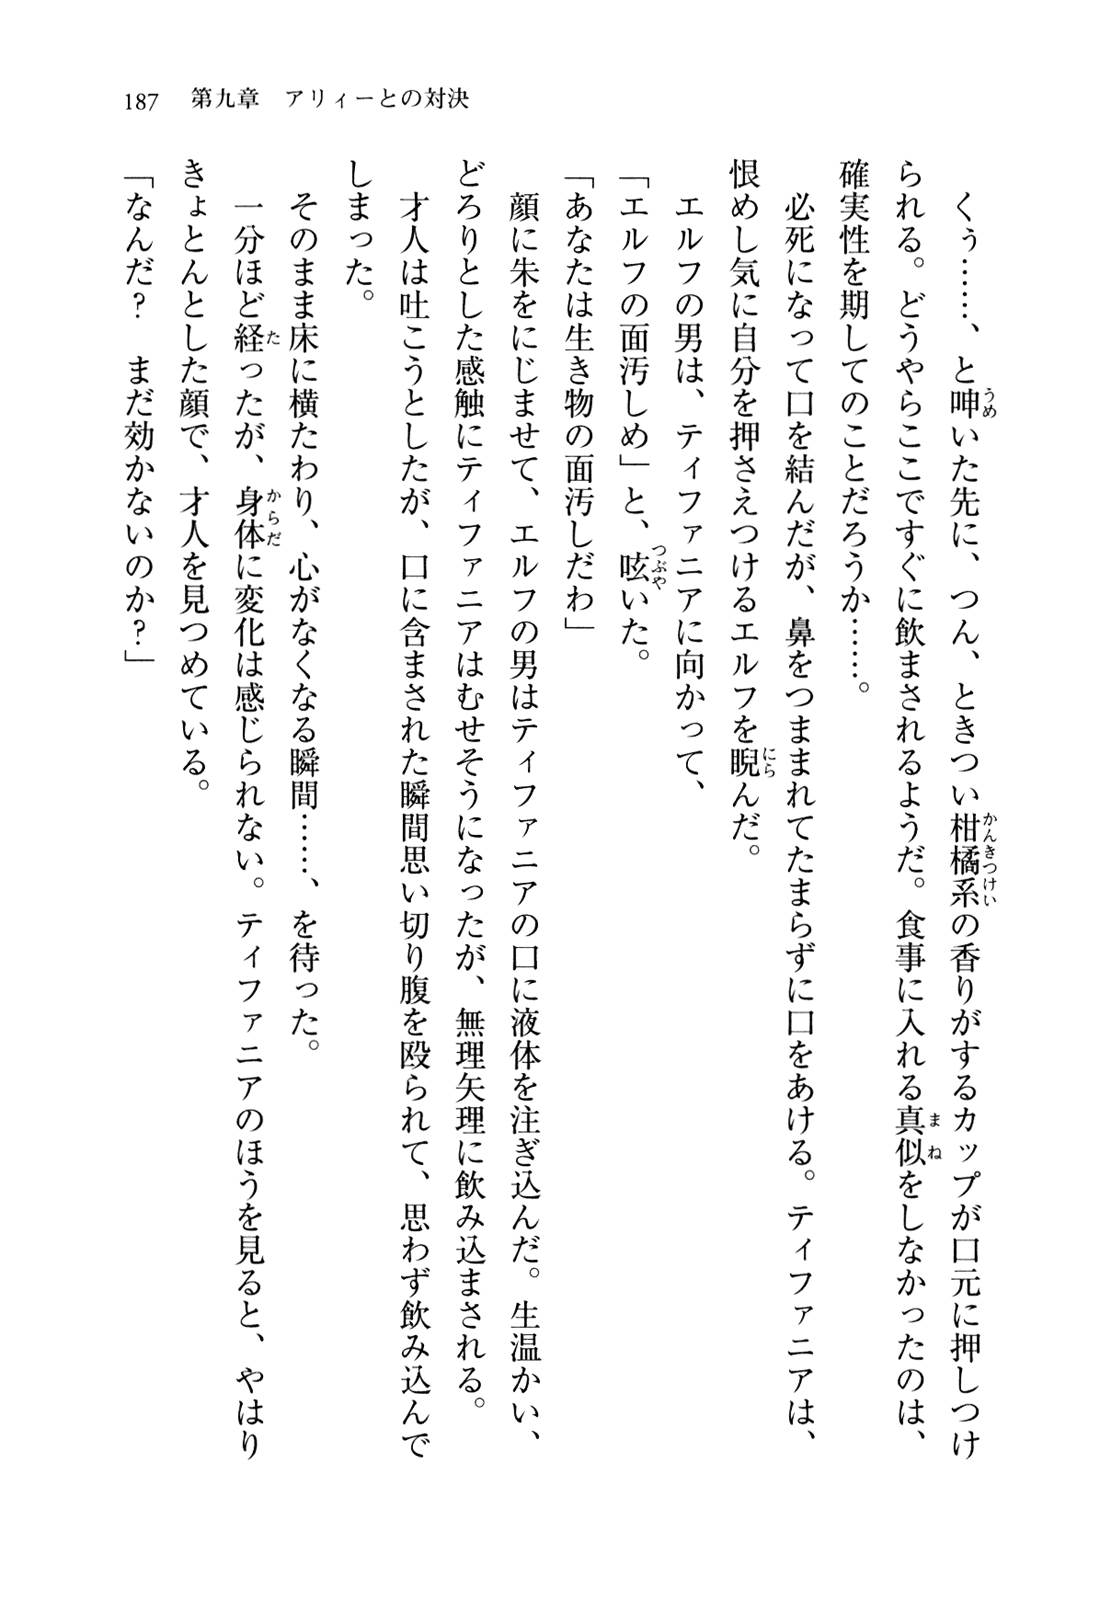 187　第九章　アリィーとの対決
　くぅ……、と呻いた先に、つん、ときつい柑橘系の香りがするカップが口元に押しつけ
られる。どうやらここですぐに飲まされるようだ。食事に入れる真似をしなかったのは、
確実性を期してのことだろうか……。
　必死になって口を結んだが、鼻をつままれてたまらずに口をあける。ティファニアは、
恨めし気に自分を押さえつけるエルフを睨んだ。
　エルフの男は、ティファニアに向かって、
「エルフの面汚しめ」と、呟いた。
「あなたは生き物の面汚しだわ」
　顔に朱をにじませて、エルフの男はティファニアの口に液体を注ぎ込んだ。生温かい、
どろりとした感触にティファニアはむせそうになったが、無理矢理に飲み込まされる。
　才人は吐こうとしたが、口に含まされた瞬間思い切り腹を殴られて、思わず飲み込んで
しまった。
　そのまま床に横たわり、心がなくなる瞬間……、を待った。
　一分ほど経ったが、身体に変化は感じられない。ティファニアのほうを見ると、やはり
きょとんとした顔で、才人を見つめている。
「なんだ？　まだ効かないのか？」